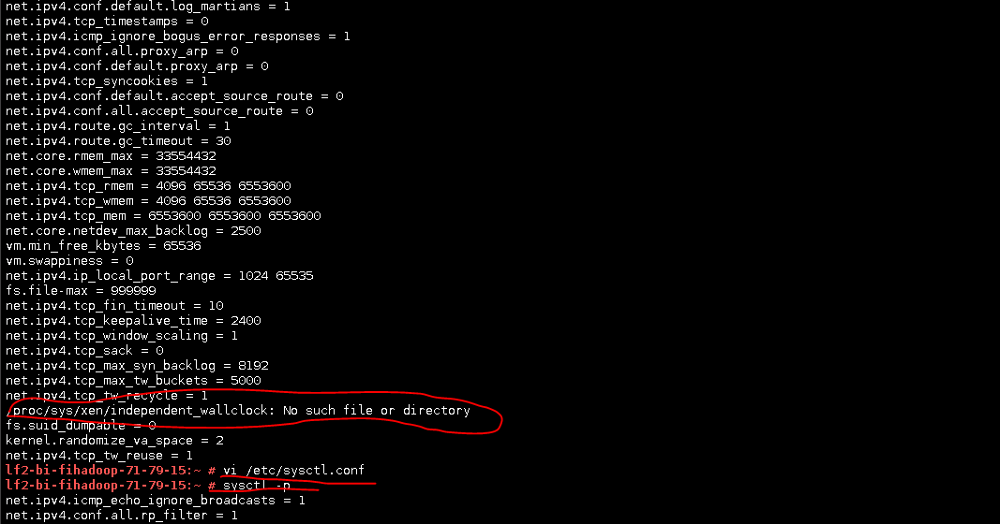 net.ipv4.conf.default.log_martians = 1
net.ipv4.tcp_timestamps = 0
net.ipv4.icmp_ignore_bogus_error_responses = 1
net.ipv4.conf.all.proxy_arp = 0
net.ipv4.conf.default.proxy_arp = 0
net.ipv4.tcp_syncookies = 1
net.ipv4.conf.default.accept_source_route = 0
net.ipv4.conf.all.accept_source_route = 0
net.ipv4.route.gc_interval = 1
net.ipv4.route.gc_timeout = 30
net.core.rmem_max = 33554432
net.core.wmem_max = 33554432
net.ipv4.tcp_rmem = 4096 65536 6553600
net.ipv4.tcp_wmem = 4096 65536 6553600
net.ipv4.tcp_mem = 6553600 6553600 6553600
net.core.netdev_max_backlog = 2500
vm.min_free_kbytes = 65536
vm.swappiness = 0
net.ipv4.ip_local_port_range = 1024 65535
fs.file-max = 999999
net.ipv4.tcp_fin_timeout = 10
net.ipv4.tcp_keepalive_time = 2400
net.ipv4.tcp_window_scaling = 1
net.ipv4.tcp_sack = 0
net.ipv4.tcp_max_syn_backlog = 8192
net.ipv4.tcp_max_tw_buckets = 5000
net.ipv4.tcp_tw_recycle = 1
/proc/sys/xen/independent_wallclock: No such file or directory
fs.suid_dumpable = 0
kernel.randomize_va_space = 2
net.ipv4.tcp_tw_reuse = 1
lf2-bi-fihadoop-71-79-15:~ # vi /etc/sysctl.conf
lf2-bi-fihadoop-71-79-15:~ # sysctl -p
net.ipv4.icmp_echo_ignore_broadcasts = 1
net.ipv4.conf.all.rp_filter = 1